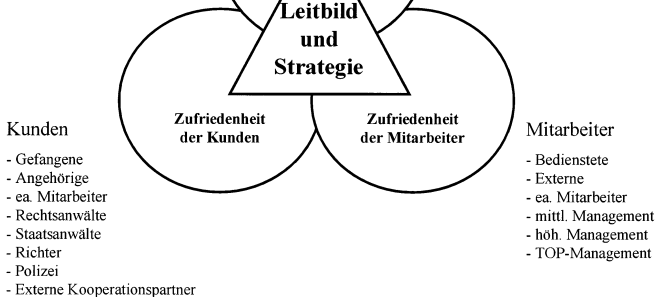 Leitbild
und
Strategie
Zufriedenheit
der Kunden
Zufriedenheit
der Mitarbeiter
Kunden
- Gefangene
- Angehörige
- ea. Mitarbeiter
- Rechtsanwälte
- Staatsanwälte
- Richter
- Polizei
- Externe Kooperationspartner
Mitarbeiter
- Bedienstete
- Externe
- ea. Mitarbeiter
- mittl. Management
- höh. Management
- TOP-Management